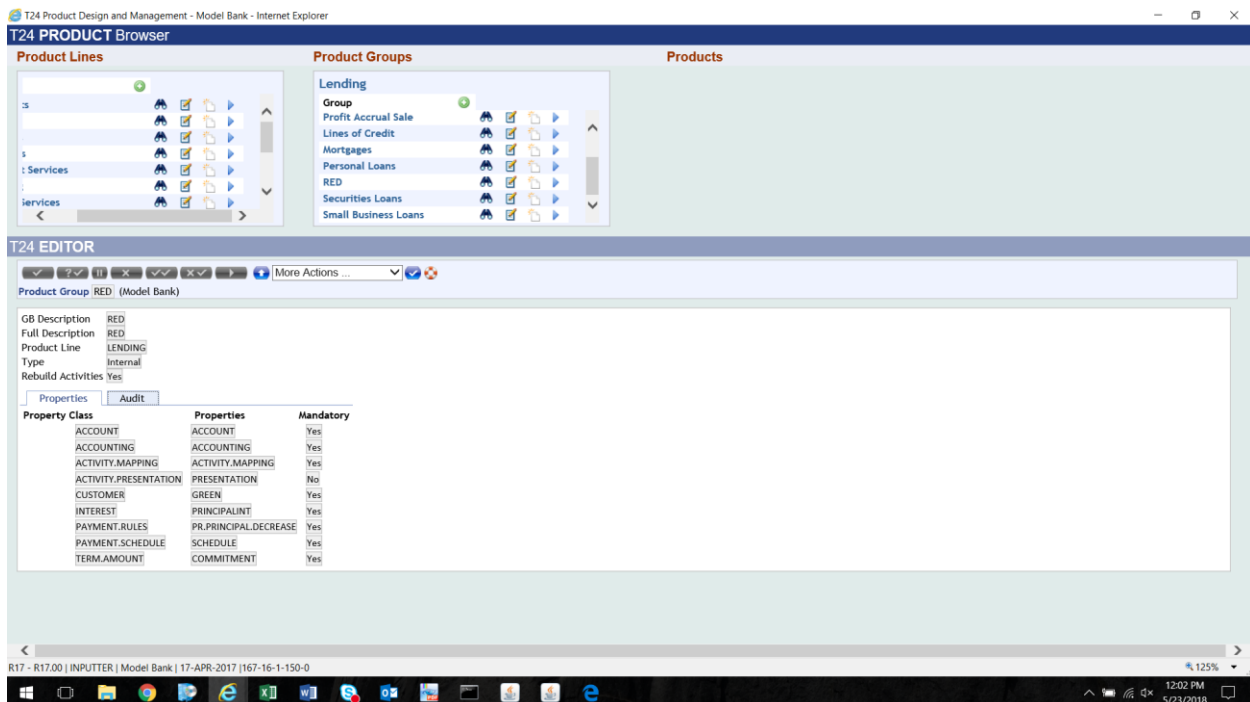 T24 Product Design and Management - Model Bank - Internet Explorer
T24 PRODUCT Browser
Product Lines Product Groups Products
Lending
Group
Profit Accrual Sale
Lines of Credit
Mortgages
s
Personal Loans
t Services
RED
Securities Loans
Services
Small Business Loans
T24 EDITOR
More Actions ...
Product Group RED (Model Bank)
GB Description RED
Full Description RED
Product Line LENDING
Type Internal
Rebuild Activities Yes
Properties Audit
Property Class Properties Mandatory
ACCOUNT ACCOUNT Yes
ACCOUNTING ACCOUNTING Yes
ACTIVITY.MAPPING ACTIVITY.MAPPING Yes
ACTIVITY.PRESENTATION PRESENTATION No
CUSTOMER GREEN Yes
INTEREST PRINCIPALINT Yes
PAYMENT.RULES PR.PRINCIPAL.DECREASE Yes
PAYMENT.SCHEDULE SCHEDULE Yes
TERM.AMOUNT COMMITMENT Yes
R17 - R17.00 | INPUTTER | Model Bank | 17-APR-2017 |167-16-1-150-0 125%
12:02 PM
5/23/2018